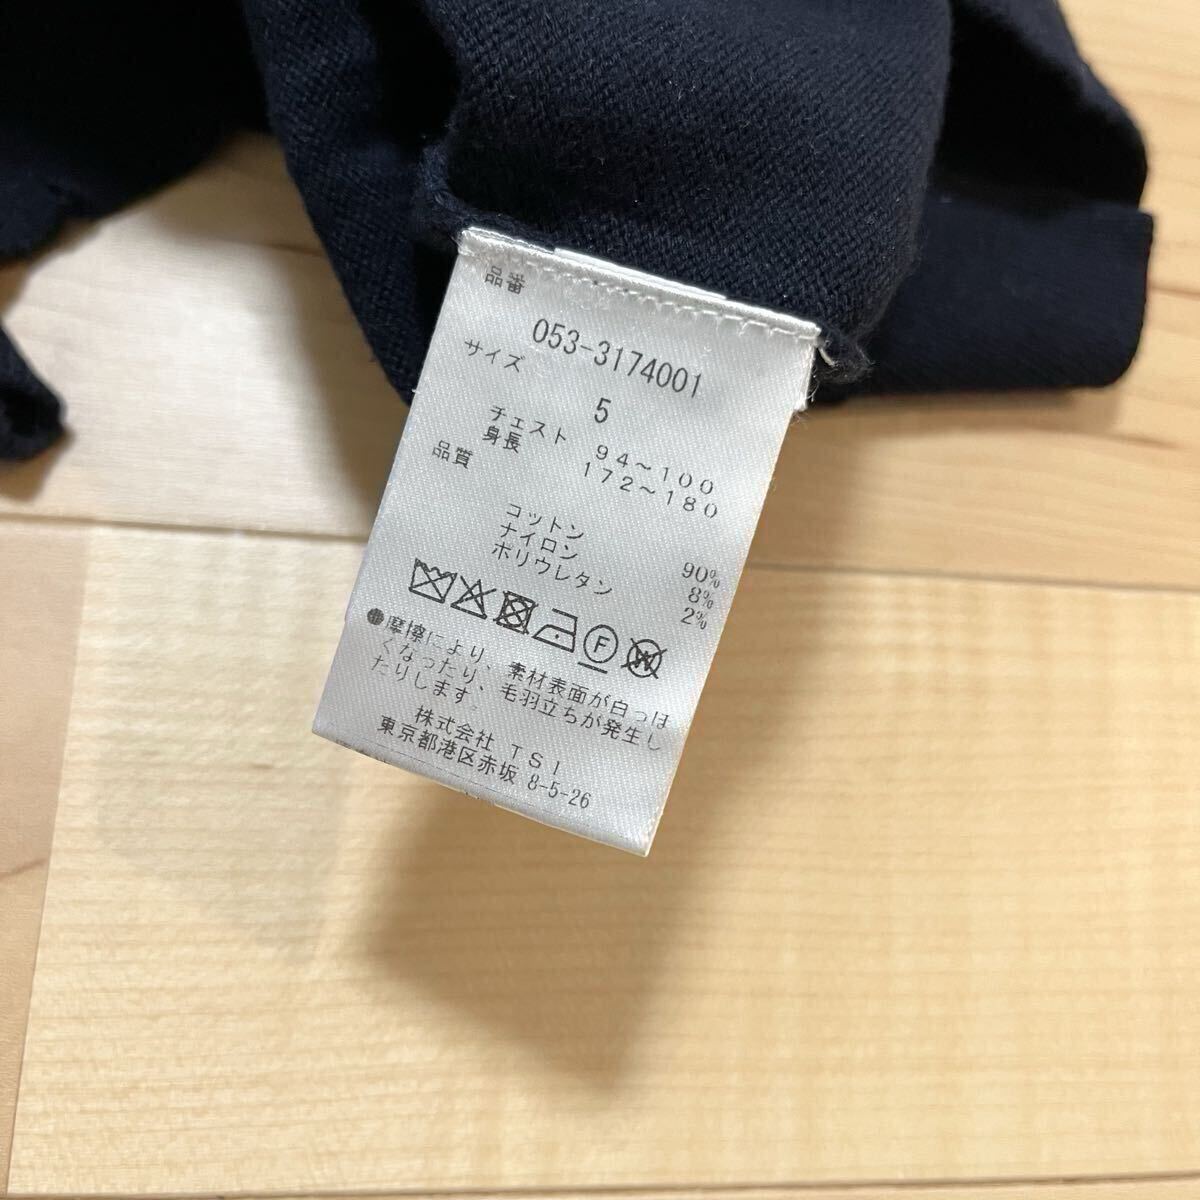 品番
053-3174001
サイズ
5
チェスト 94～100
身長 172～180
品質
コットン 90%
ナイロン 8%
ポリウレタン 2%
F W
●摩擦により、素材表面が白っぽ
くなったり、毛羽立ちが発生し
たりします。
株式会社 TSI
東京都港区赤坂 8-5-26